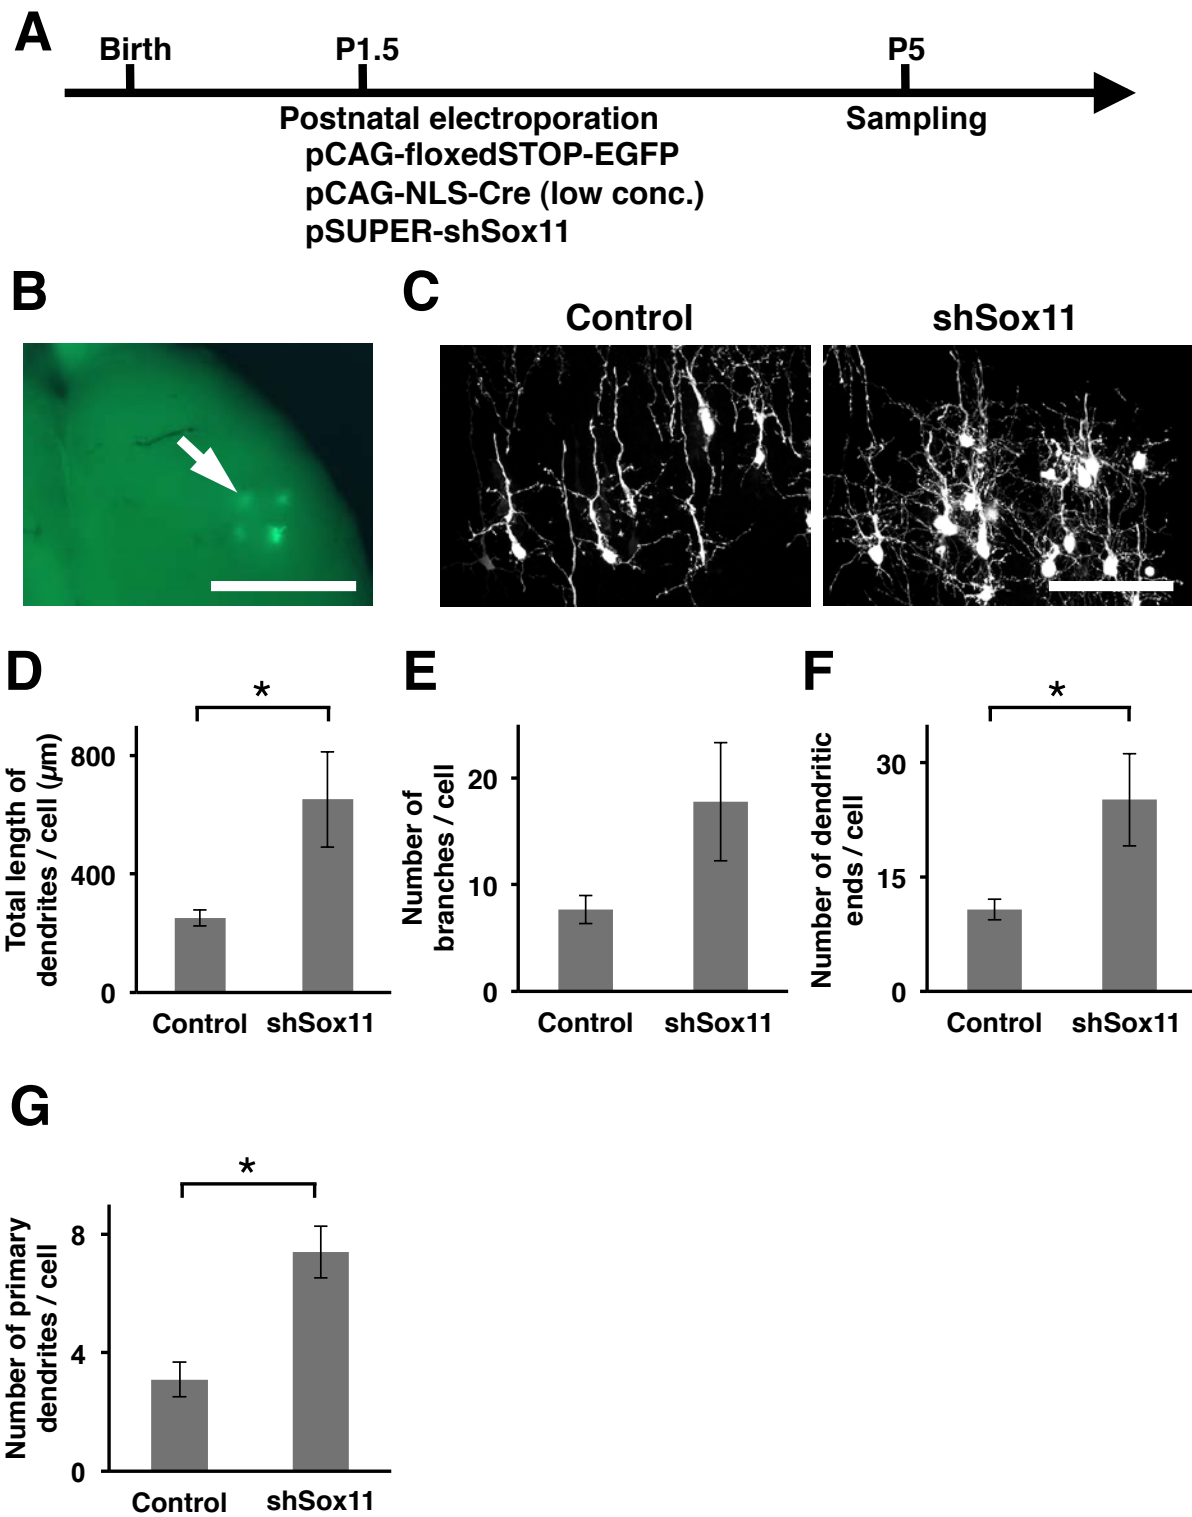 A
Birth
P1.5
P5
Postnatal electroporation
Sampling
pCAG-floxedSTOP-EGFP
pCAG-NLS-Cre (low conc.)
pSUPER-shSox11
B
C
Control
shSox11
D
*
Total length of
dendrites / cell (μm)
800
400
0
Control
shSox11
E
Number of
branches / cell
20
10
0
Control
shSox11
F
*
Number of dendritic
ends / cell
30
15
0
Control
shSox11
G
*
Number of primary
dendrites / cell
8
4
0
Control
shSox11